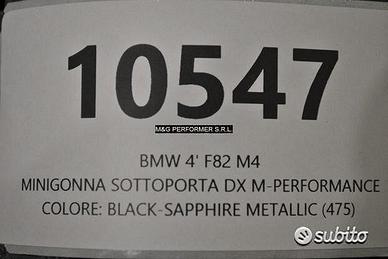 10547
M&G PERFORMER S.R.L.
BMW 4' F82 M4
MINIGONNA SOTTOPORTA DX M-PERFORMANCE
COLORE: BLACK-SAPPHIRE METALLIC (475)
subito